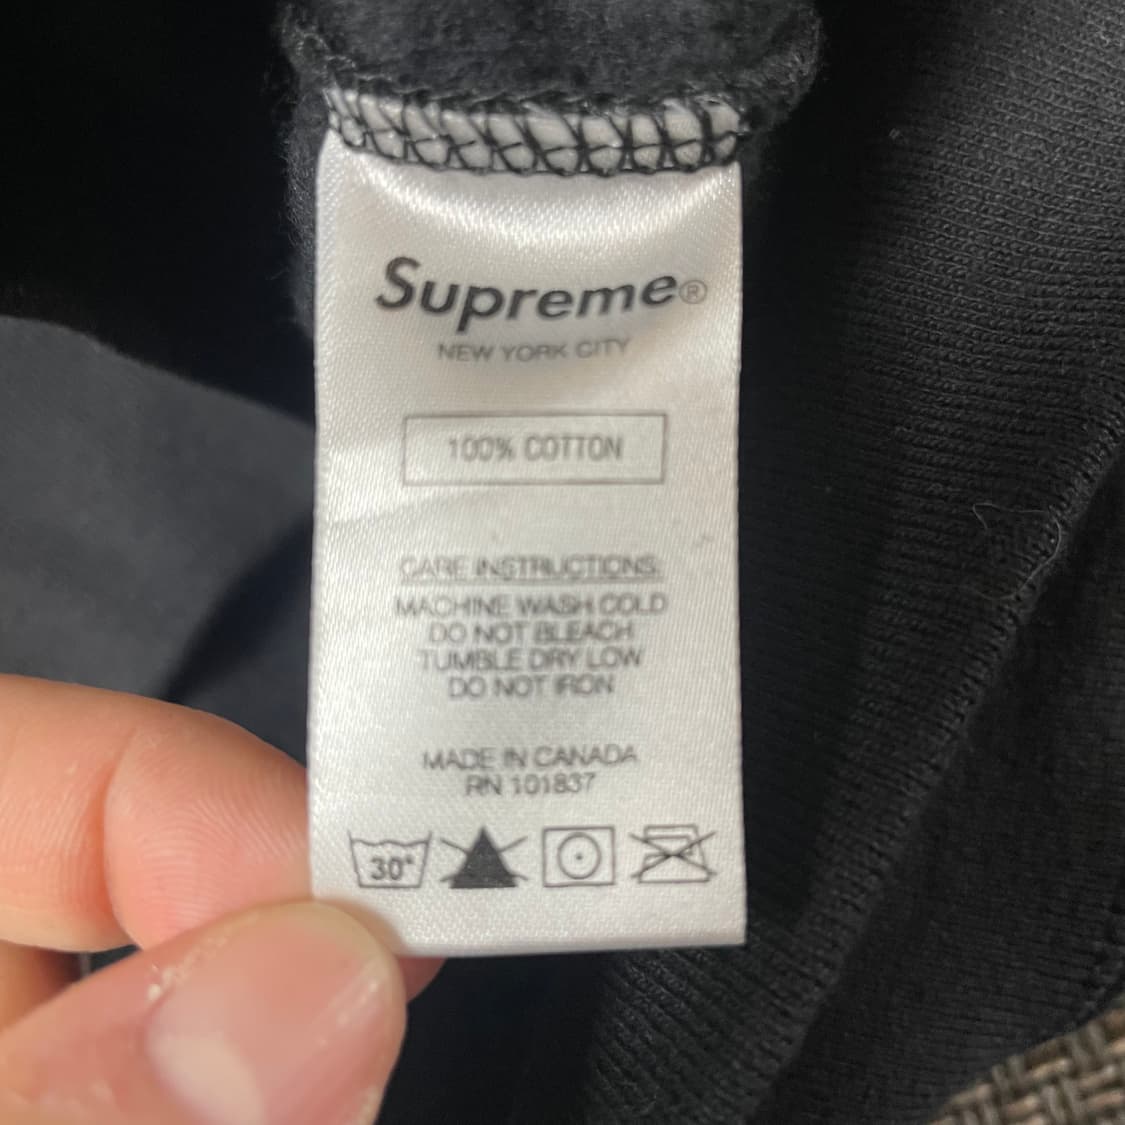 Supreme®
NEW YORK CITY
100% COTTON
CARE INSTRUCTIONS:
MACHINE WASH COLD
DO NOT BLEACH
TUMBLE DRY LOW
DO NOT IRON
MADE IN CANADA
RN 101837
30°